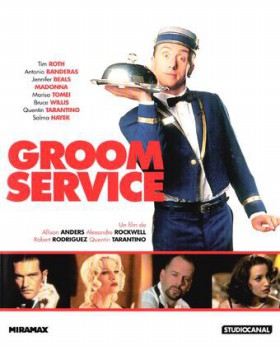 Tim ROTH
Antonio BANDERAS
Jennifer BEALS
MADONNA
Marisa TOMEI
Bruce WILLIS
Quentin TARANTINO
Salma HAYEK
GROOM
SERVICE
Un film de
Allison ANDERS Alexandre ROCKWELL
Robert RODRIGUEZ Quentin TARANTINO
MIRAMAX
STUDIOCANAL